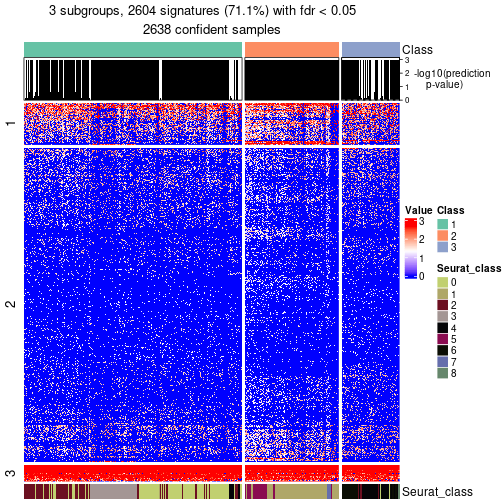 3 subgroups, 2604 signatures (71.1%) with fdr < 0.05
2638 confident samples
Class
3
2
1
0
-log10(prediction
p-value)
1
2
3
Value
3
2
1
0
Class
1
2
3
Seurat_class
0
1
2
3
4
5
6
7
8
Seurat_class